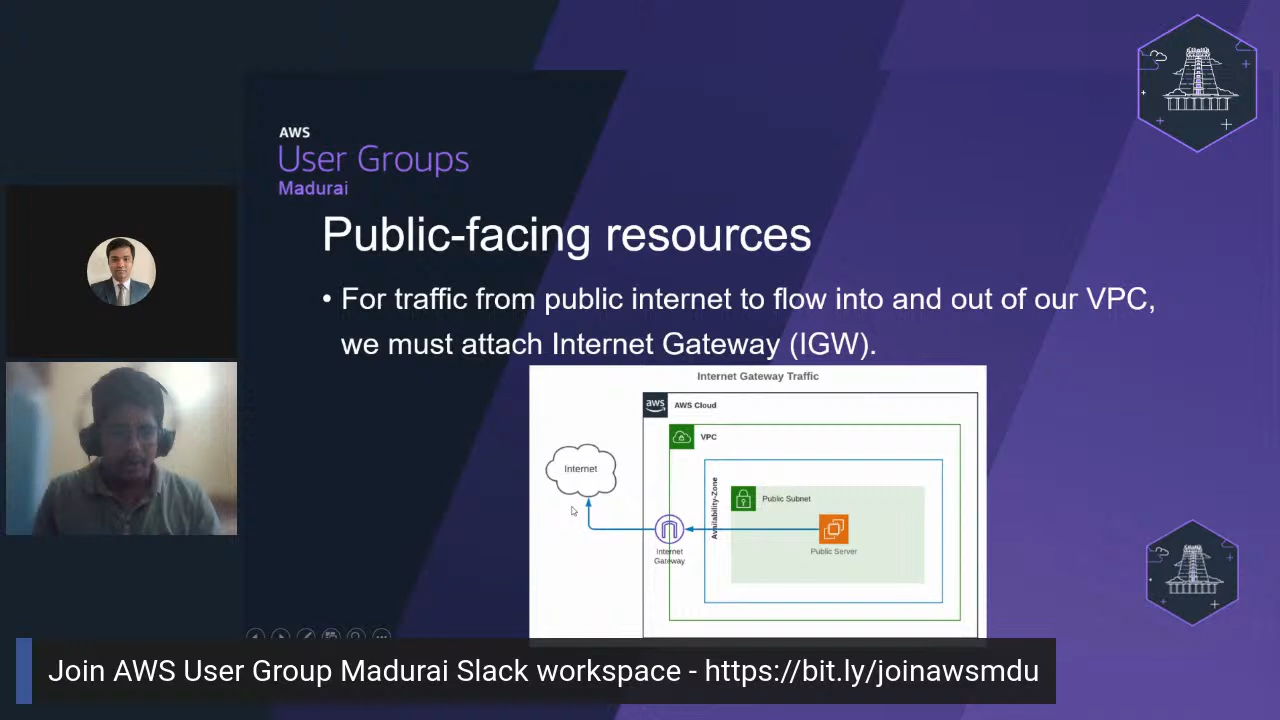 AWS
User Groups
Madurai
Public-facing resources
• For traffic from public internet to flow into and out of our VPC,
we must attach Internet Gateway (IGW).
Internet Gateway Traffic
aws
AWS Cloud
VPC
Internet
Availability-Zone
Public Subnet
Internet
Gateway
Public Server
Join AWS User Group Madurai Slack workspace - https://bit.ly/joinawsmdu